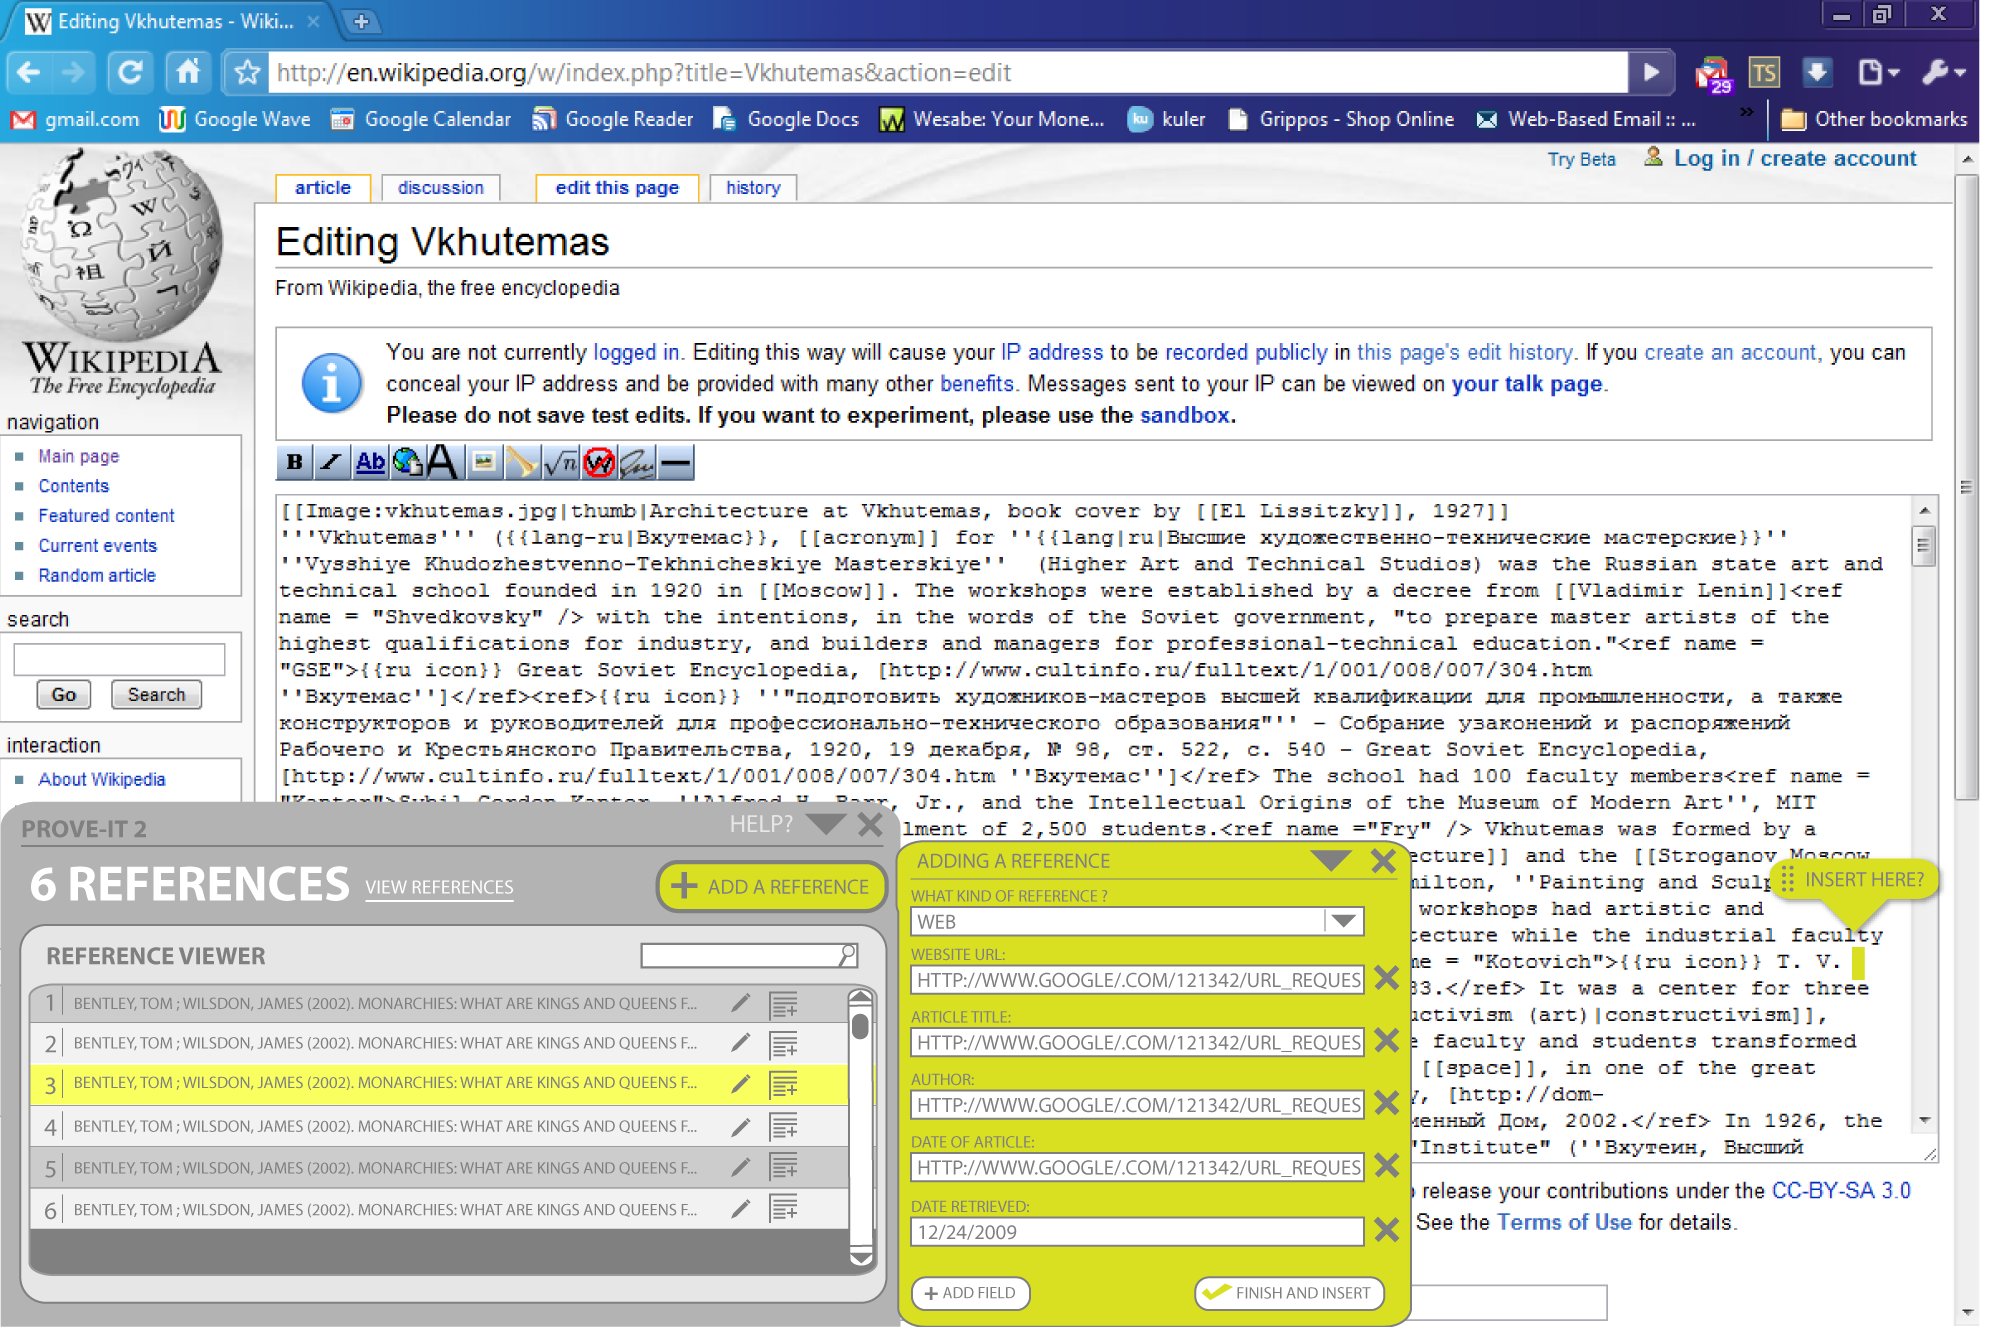 Editing Vkhutemas - Wiki...
http://en.wikipedia.org/w/index.php?title=Vkhutemas&action=edit
29
TS
gmail.com Google Wave Google Calendar Google Reader Google Docs Wesabe: Your Mone... ku kuler Grippos - Shop Online Web-Based Email :: ... » Other bookmarks
Try Beta Log in / create account
article discussion edit this page history
WIKIPEDIA
The Free Encyclopedia
Editing Vkhutemas
From Wikipedia, the free encyclopedia
You are not currently logged in. Editing this way will cause your IP address to be recorded publicly in this page's edit history. If you create an account, you can
conceal your IP address and be provided with many other benefits. Messages sent to your IP can be viewed on your talk page.
Please do not save test edits. If you want to experiment, please use the sandbox.
navigation
Main page
Contents
Featured content
Current events
Random article
search
Go Search
interaction
About Wikipedia
B I Ab A √n W
[[Image:vkhutemas.jpg|thumb|Architecture at Vkhutemas, book cover by [[El Lissitzky]], 1927]]
'''Vkhutemas''' ({{lang-ru|Вхутемас}}, [[acronym]] for ''{{lang|ru|Высшие художественно-технические мастерские}}''
''Vysshiye Khudozhestvenno-Tekhnicheskiye Masterskiye'' (Higher Art and Technical Studios) was the Russian state art and
technical school founded in 1920 in [[Moscow]]. The workshops were established by a decree from [[Vladimir Lenin]]<ref
name = "Shvedkovsky" /> with the intentions, in the words of the Soviet government, "to prepare master artists of the
highest qualifications for industry, and builders and managers for professional-technical education."<ref name =
"GSE">{{ru icon}} Great Soviet Encyclopedia, [http://www.cultinfo.ru/fulltext/1/001/008/007/304.htm
''Вхутемас'']</ref><ref>{{ru icon}} ''"подготовить художников-мастеров высшей квалификации для промышленности, а также
конструкторов и руководителей для профессионально-технического образования"'' – Собрание узаконений и распоряжений
Рабочего и Крестьянского Правительства, 1920, 19 декабря, № 98, ст. 522, с. 540 – Great Soviet Encyclopedia,
[http://www.cultinfo.ru/fulltext/1/001/008/007/304.htm ''Вхутемас'']</ref> The school had 100 faculty members<ref name =
"Kantor">Sybil Gordon Kantor, ''Alfred H. Barr, Jr., and the Intellectual Origins of the Museum of Modern Art'', MIT
lment of 2,500 students.<ref name ="Fry" /> Vkhutemas was formed by a
ecture]] and the [[Stroganov Moscow
milton, ''Painting and Sculp
workshops had artistic and
tecture while the industrial faculty
me = "Kotovich">{{ru icon}} T. V.
33.</ref> It was a center for three
ctivism (art)|constructivism]],
e faculty and students transformed
[[space]], in one of the great
y, [http://dom-
менный Дом, 2002.</ref> In 1926, the
"Institute" (''Вхутеин, Высший
INSERT HERE?
release your contributions under the CC-BY-SA 3.0
See the Terms of Use for details.
PROVE-IT 2 HELP?
6 REFERENCES VIEW REFERENCES + ADD A REFERENCE
REFERENCE VIEWER
1 BENTLEY, TOM ; WILSDON, JAMES (2002). MONARCHIES: WHAT ARE KINGS AND QUEENS F...
2 BENTLEY, TOM ; WILSDON, JAMES (2002). MONARCHIES: WHAT ARE KINGS AND QUEENS F...
3 BENTLEY, TOM ; WILSDON, JAMES (2002). MONARCHIES: WHAT ARE KINGS AND QUEENS F...
4 BENTLEY, TOM ; WILSDON, JAMES (2002). MONARCHIES: WHAT ARE KINGS AND QUEENS F...
5 BENTLEY, TOM ; WILSDON, JAMES (2002). MONARCHIES: WHAT ARE KINGS AND QUEENS F...
6 BENTLEY, TOM ; WILSDON, JAMES (2002). MONARCHIES: WHAT ARE KINGS AND QUEENS F...
ADDING A REFERENCE
WHAT KIND OF REFERENCE ?
WEB
WEBSITE URL:
HTTP://WWW.GOOGLE/.COM/121342/URL_REQUES
ARTICLE TITLE:
HTTP://WWW.GOOGLE/.COM/121342/URL_REQUES
AUTHOR:
HTTP://WWW.GOOGLE/.COM/121342/URL_REQUES
DATE OF ARTICLE:
HTTP://WWW.GOOGLE/.COM/121342/URL_REQUES
DATE RETRIEVED:
12/24/2009
+ ADD FIELD FINISH AND INSERT